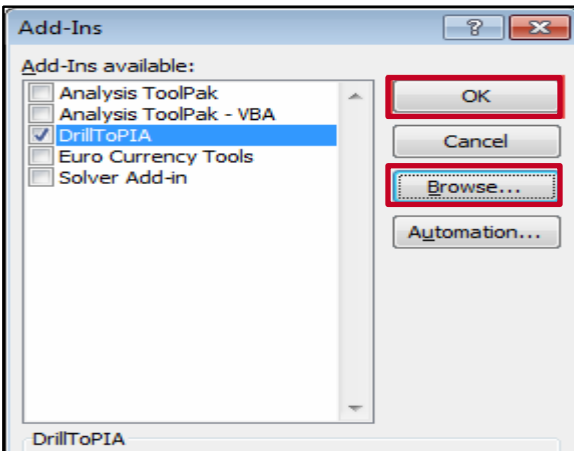 Add-Ins
Add-Ins available:
Analysis ToolPak
Analysis ToolPak - VBA
DrillToPIA
Euro Currency Tools
Solver Add-in
OK
Cancel
Browse...
Automation...
DrillToPIA